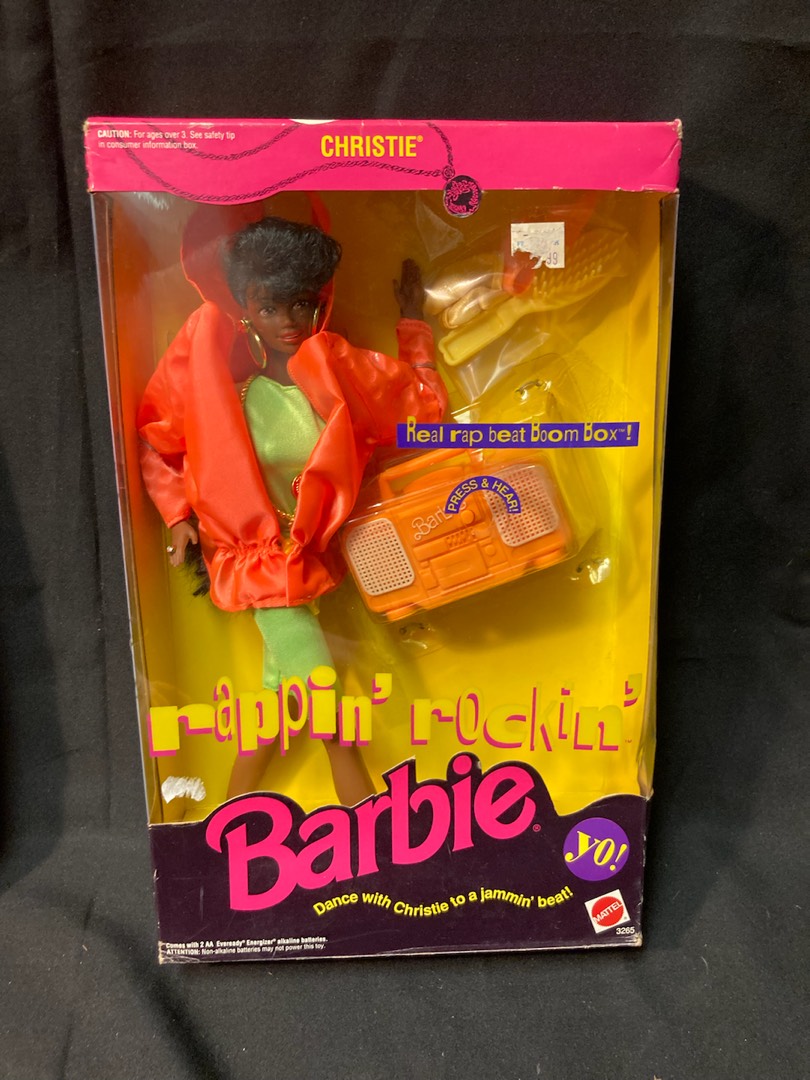 CAUTION: For ages over 3. See safety tip
in consumer information box.
CHRISTIE®
Real rap beat Boom Box™!
PRESS & HEAR!
rappin' rockin'
Barbie®
yo!
Dance with Christie to a jammin' beat!
MATTEL
3265
Comes with 2 AA Eveready® Energizer® alkaline batteries.
ATTENTION: Non-alkaline batteries may not power this toy.